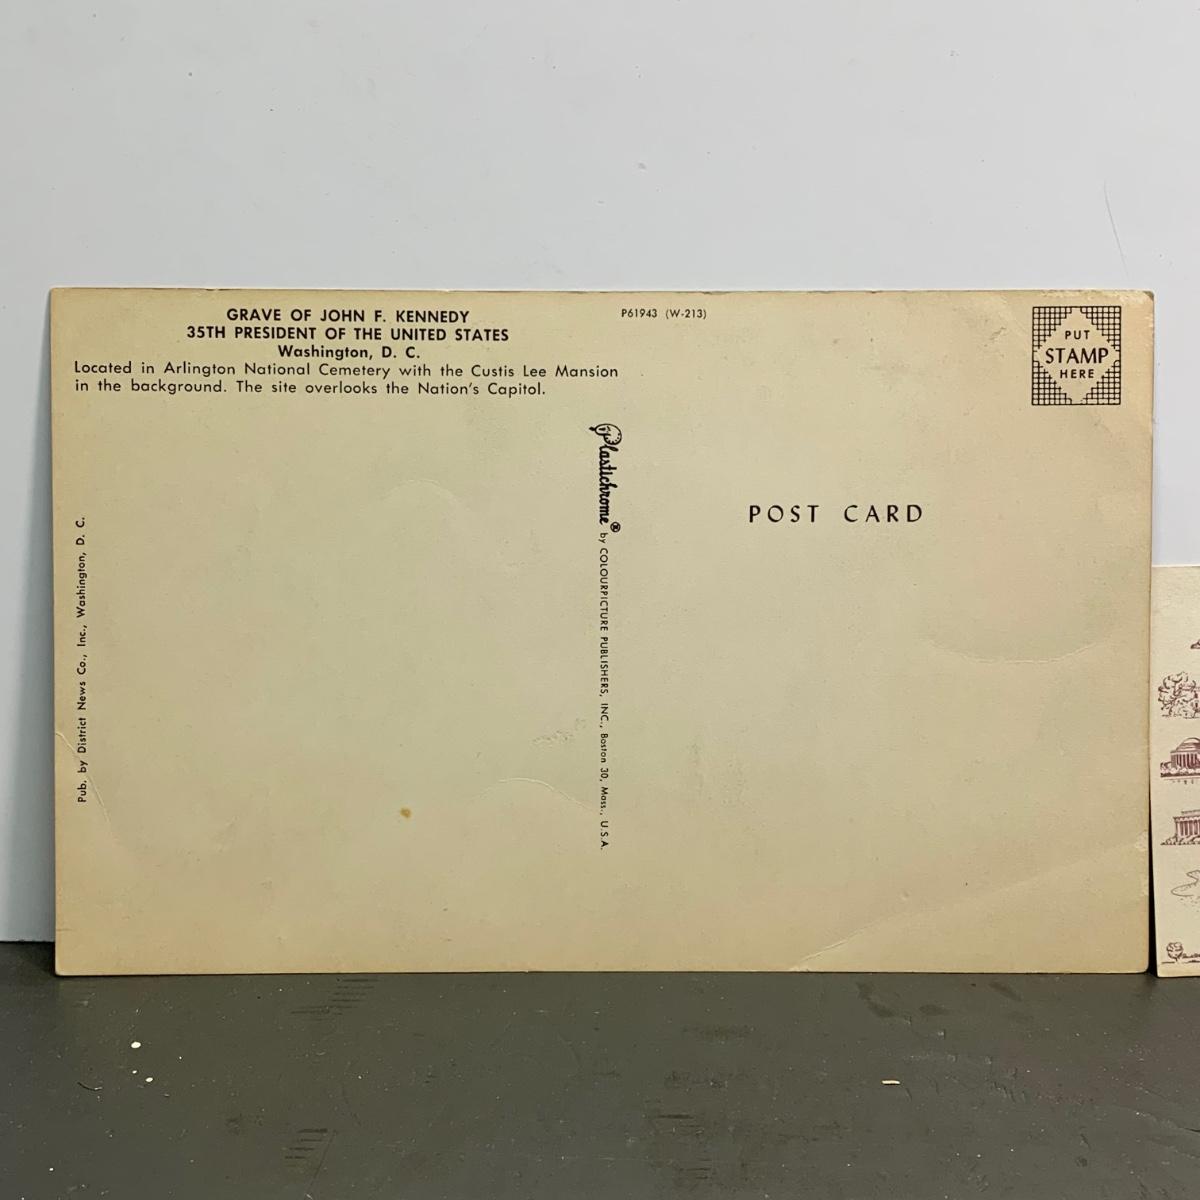 GRAVE OF JOHN F. KENNEDY
35TH PRESIDENT OF THE UNITED STATES
Washington, D. C.
Located in Arlington National Cemetery with the Custis Lee Mansion
in the background. The site overlooks the Nation's Capitol.
P61943 (W-213)
PUT
STAMP
HERE
Pub. by District News Co., Inc., Washington, D. C.
Plastichrome® by COLOURPICTURE PUBLISHERS, INC., Boston 30, Mass., U.S.A.
POST CARD